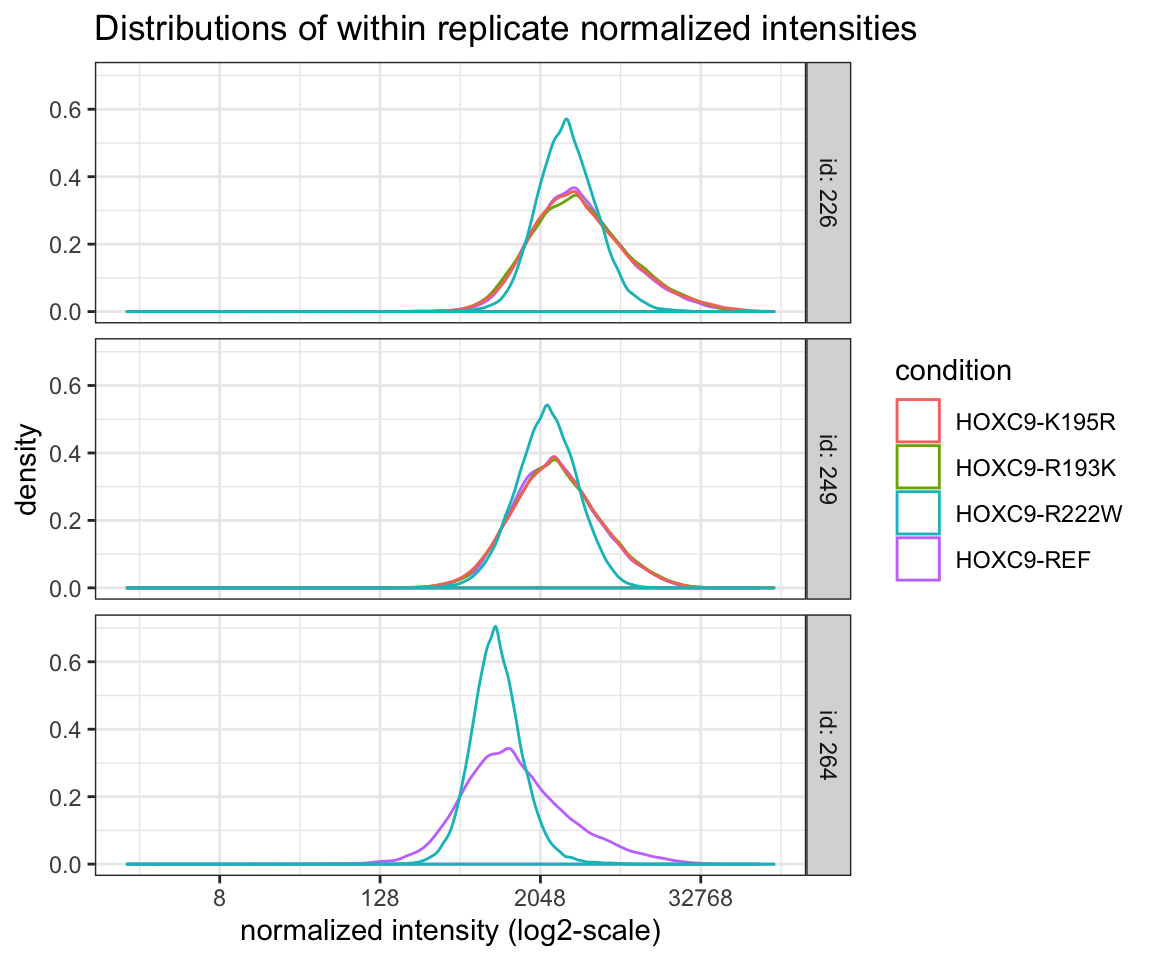 Distributions of within replicate normalized intensities
0.6
0.4
0.2
0.0
id: 226
0.6
0.4
0.2
0.0
id: 249
0.6
0.4
0.2
0.0
id: 264
density
8 128 2048 32768
normalized intensity (log2-scale)
condition
HOXC9-K195R
HOXC9-R193K
HOXC9-R222W
HOXC9-REF